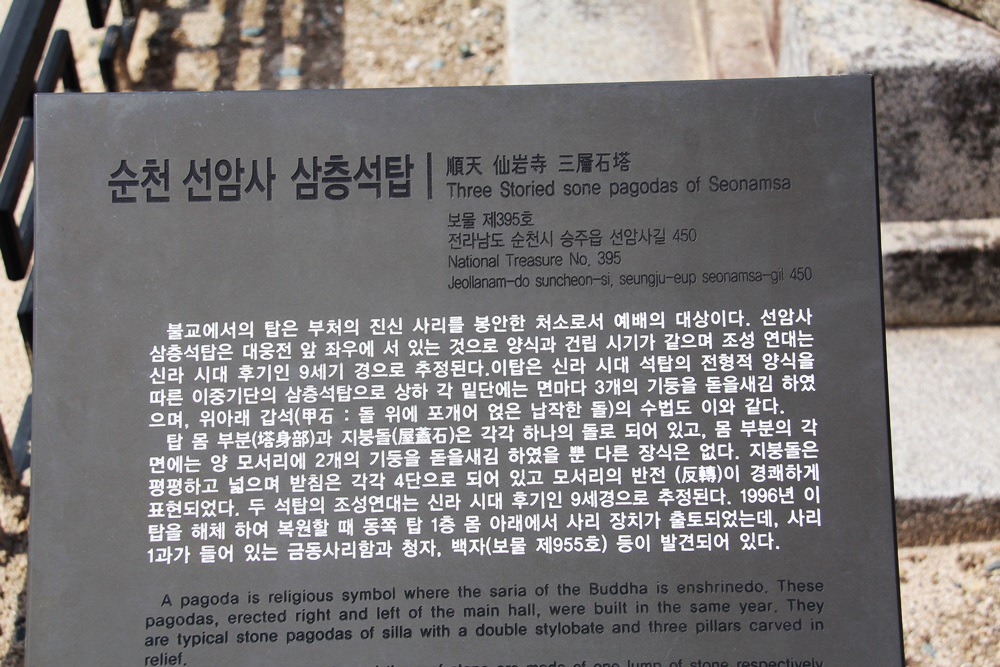 순천 선암사 삼층석탑
順天 仙岩寺 三層石塔
Three Storied sone pagodas of Seonamsa
보물 제395호
전라남도 순천시 승주읍 선암사길 450
National Treasure No. 395
Jeollanam-do suncheon-si, seungju-eup seonamsa-gil 450
불교에서의 탑은 부처의 진신 사리를 봉안한 처소로서 예배의 대상이다. 선암사
삼층석탑은 대웅전 앞 좌우에 서 있는 것으로 양식과 건립 시기가 같으며 조성 연대는
신라 시대 후기인 9세기 경으로 추정된다.이탑은 신라 시대 석탑의 전형적 양식을
따른 이중기단의 삼층석탑으로 상하 각 밑단에는 면마다 3개의 기둥을 돋을새김 하였
으며, 위아래 갑석(甲石 : 돌 위에 포개어 얹은 납작한 돌)의 수법도 이와 같다.
탑 몸 부분(塔身部)과 지붕돌(屋蓋石)은 각각 하나의 돌로 되어 있고, 몸 부분의 각
면에는 양 모서리에 2개의 기둥을 돋을새김 하였을 뿐 다른 장식은 없다. 지붕돌은
평평하고 넓으며 받침은 각각 4단으로 되어 있고 모서리의 반전 (反轉)이 경쾌하게
표현되었다. 두 석탑의 조성연대는 신라 시대 후기인 9세경으로 추정된다. 1996년 이
탑을 해체 하여 복원할 때 동쪽 탑 1층 몸 아래에서 사리 장치가 출토되었는데, 사리
1과가 들어 있는 금동사리함과 청자, 백자(보물 제955호) 등이 발견되어 있다.
A pagoda is religious symbol where the saria of the Buddha is enshrinedo. These
pagodas, erected right and left of the main hall, were built in the same year. They
are typical stone pagodas of silla with a double stylobate and three pillars carved in
relief.
of stone are made of one lump of stone respectively